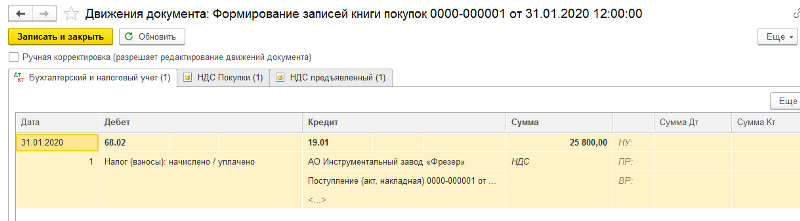 Движения документа: Формирование записей книги покупок 0000-000001 от 31.01.2020 12:00:00
Записать и закрыть Обновить Еще
Ручная корректировка (разрешает редактирование движений документа)
Дт Кт Бухгалтерский и налоговый учет (1) НДС Покупки (1) НДС предъявленный (1)
Еще
Дата Дебет Кредит Сумма Сумма Дт Сумма Кт
31.01.2020 68.02 19.01 25 800,00 НУ:
1 Налог (взносы): начислено / уплачено АО Инструментальный завод «Фрезер» НДС ПР:
Поступление (акт, накладная) 0000-000001 от ... ВР:
<...>